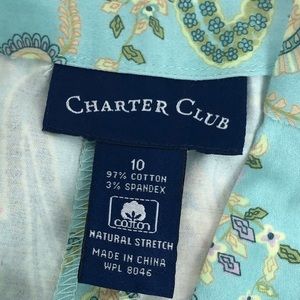 CHARTER CLUB
10
97% COTTON
3% SPANDEX
cotton
NATURAL STRETCH
MADE IN CHINA
WPL 8046